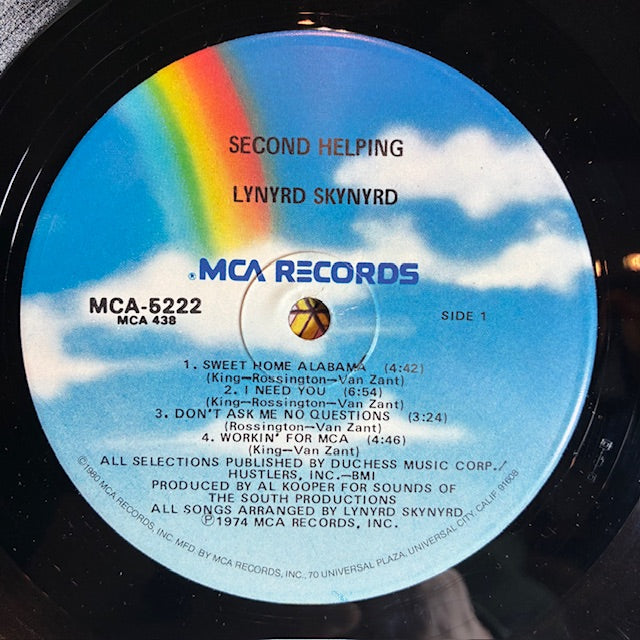 SECOND HELPING
LYNYRD SKYNYRD
®MCA RECORDS
MCA-5222
MCA 438
SIDE 1
1. SWEET HOME ALABAMA (4:42)
(King—Rossington—Van Zant)
2. I NEED YOU (6:54)
(King—Rossington—Van Zant)
3. DON'T ASK ME NO QUESTIONS (3:24)
(Rossington—Van Zant)
4. WORKIN' FOR MCA (4:46)
(King—Van Zant)
ALL SELECTIONS PUBLISHED BY DUCHESS MUSIC CORP./
HUSTLERS, INC.—BMI
PRODUCED BY AL KOOPER FOR SOUNDS OF
THE SOUTH PRODUCTIONS
ALL SONGS ARRANGED BY LYNYRD SKYNYRD
℗1974 MCA RECORDS, INC.
©1980 MCA RECORDS, INC. MFD. BY MCA RECORDS, INC., 70 UNIVERSAL PLAZA, UNIVERSAL CITY, CALIF. 91608